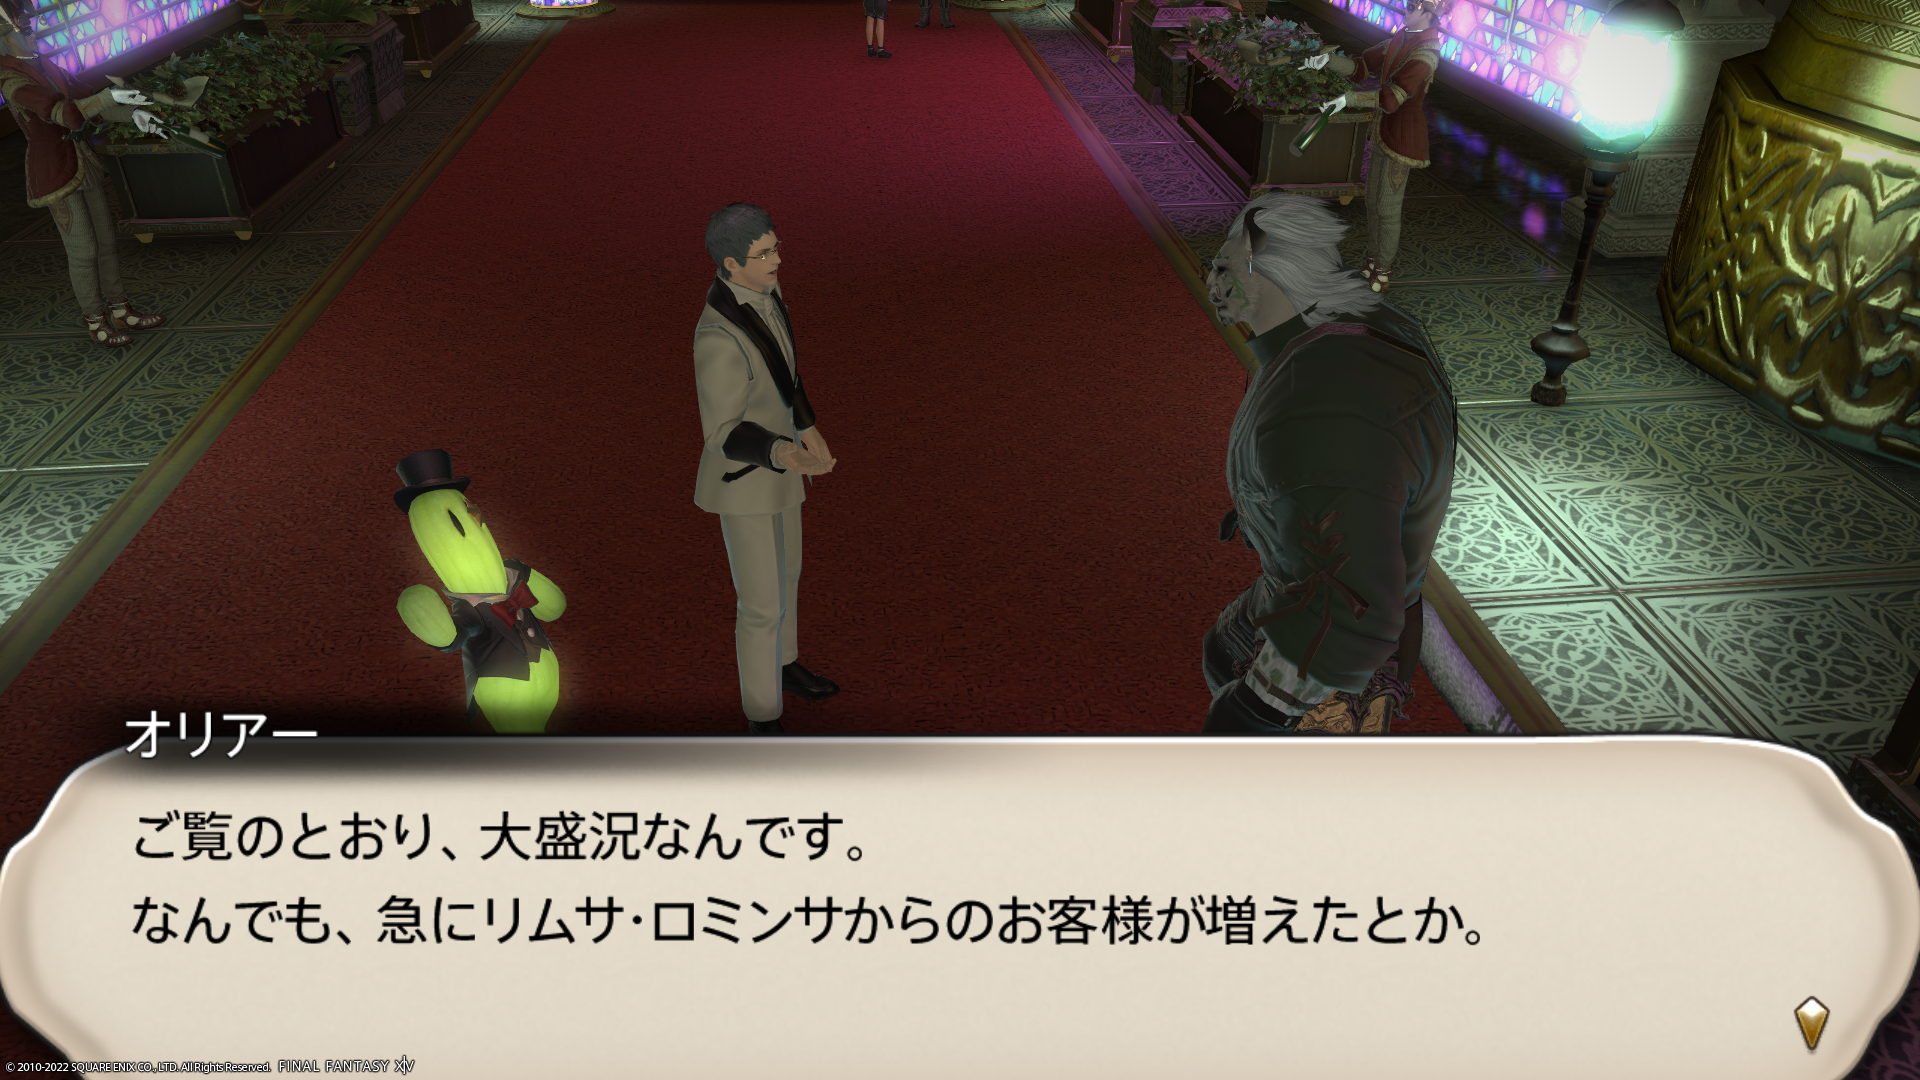 オリアー
ご覧のとおり、大盛況なんです。
なんでも、急にリムサ・ロミンサからのお客様が増えたとか。
© 2010-2022 SQUARE ENIX CO., LTD. All Rights Reserved. FINAL FANTASY XIV